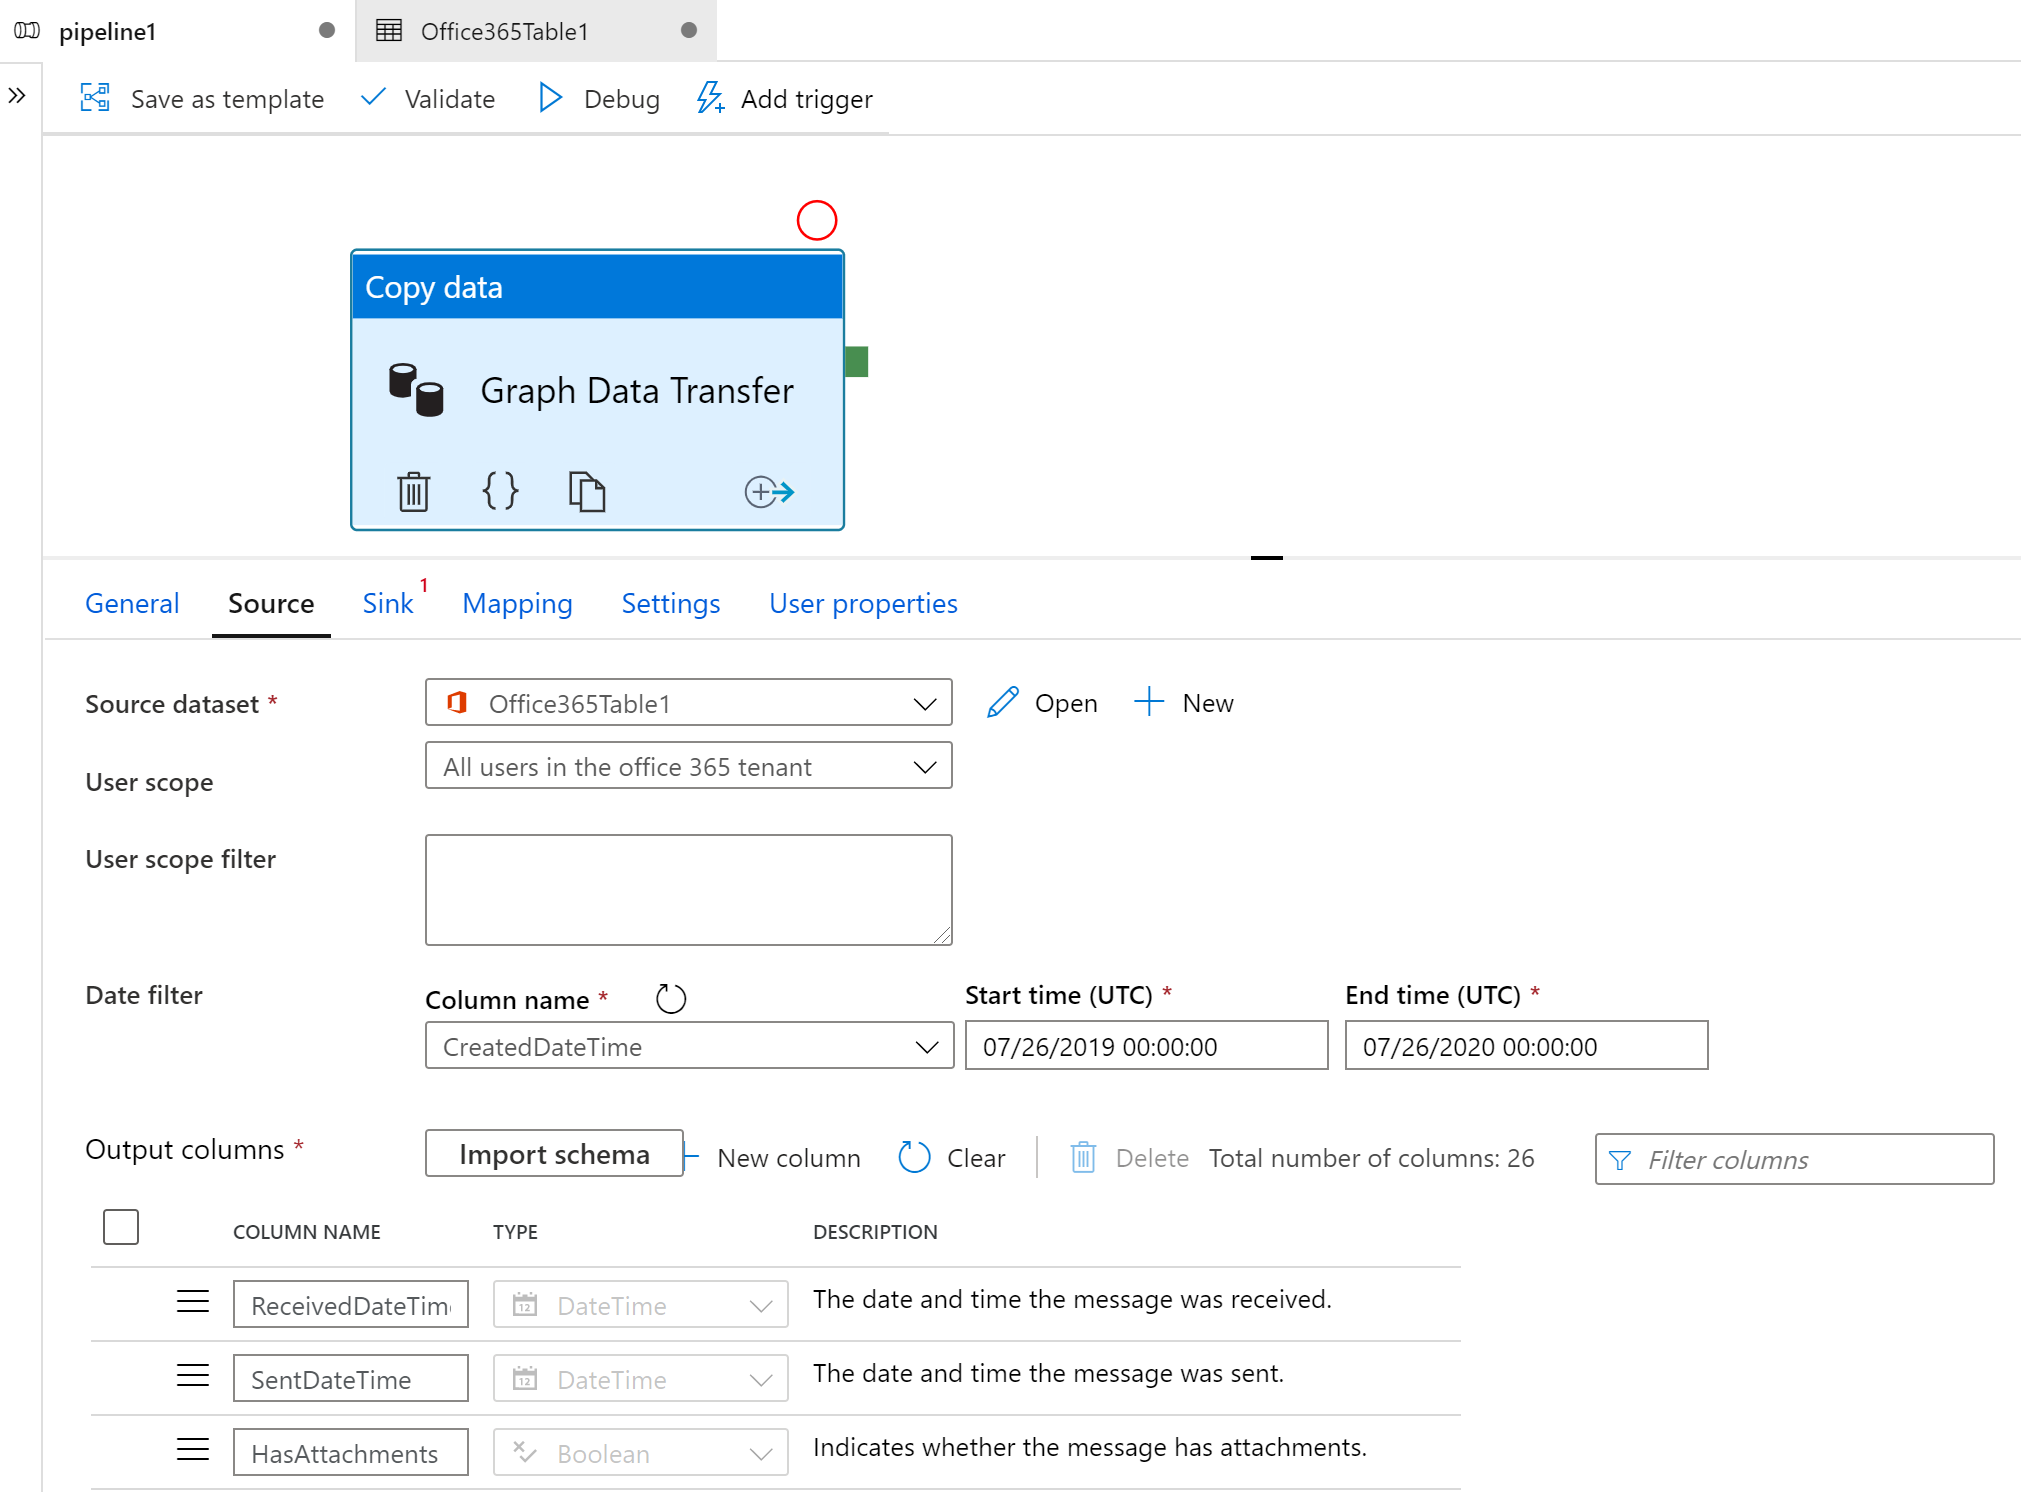 pipeline1
Office365Table1
Save as template
Validate
Debug
Add trigger
Copy data
Graph Data Transfer
General
Source
Sink 1
Mapping
Settings
User properties
Source dataset *
Office365Table1
Open
New
User scope
All users in the office 365 tenant
User scope filter
Date filter
Column name *
Start time (UTC) *
End time (UTC) *
CreatedDateTime
07/26/2019 00:00:00
07/26/2020 00:00:00
Output columns *
Import schema
New column
Clear
Delete
Total number of columns: 26
Filter columns
COLUMN NAME
TYPE
DESCRIPTION
ReceivedDateTim
DateTime
The date and time the message was received.
SentDateTime
DateTime
The date and time the message was sent.
HasAttachments
Boolean
Indicates whether the message has attachments.